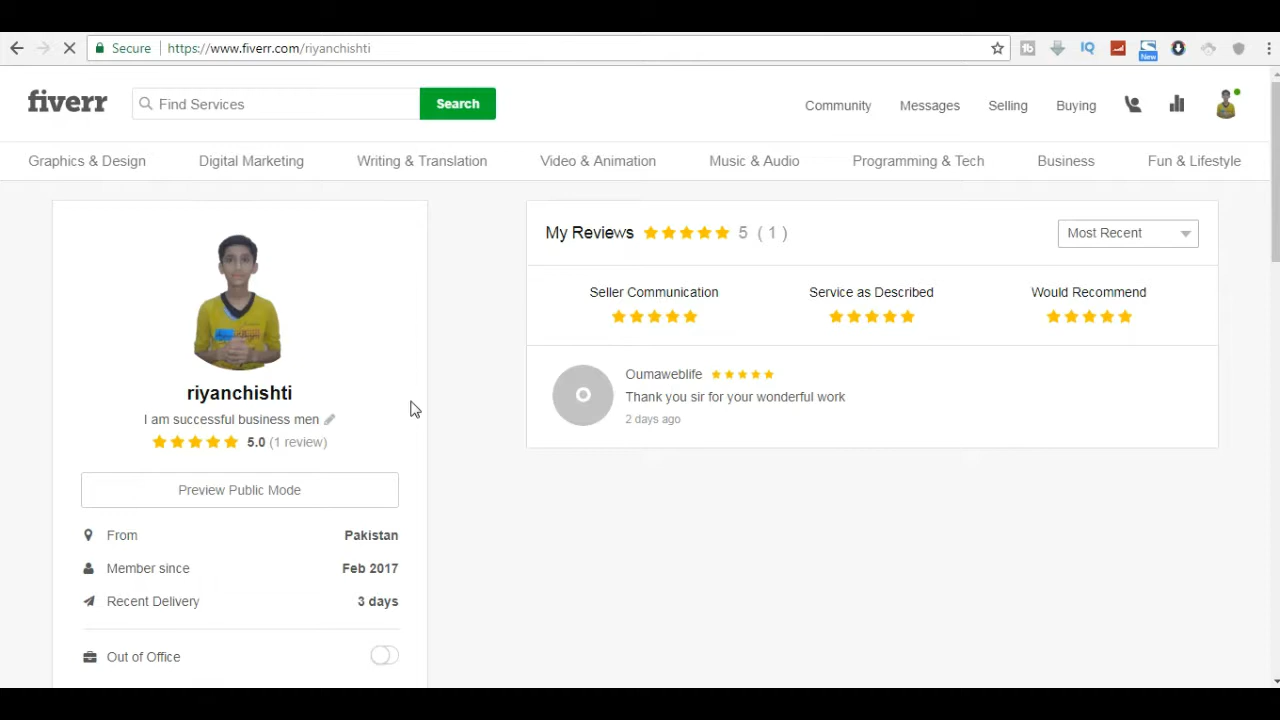 Secure https://www.fiverr.com/riyanchishti
IQ
New
fiverr
Find Services
Search
Community Messages Selling Buying
Graphics & Design Digital Marketing Writing & Translation Video & Animation Music & Audio Programming & Tech Business Fun & Lifestyle
riyanchishti
I am successful business men
5.0 (1 review)
Preview Public Mode
From Pakistan
Member since Feb 2017
Recent Delivery 3 days
Out of Office
My Reviews 5 ( 1 )
Most Recent
Seller Communication Service as Described Would Recommend
O
Oumaweblife
Thank you sir for your wonderful work
2 days ago